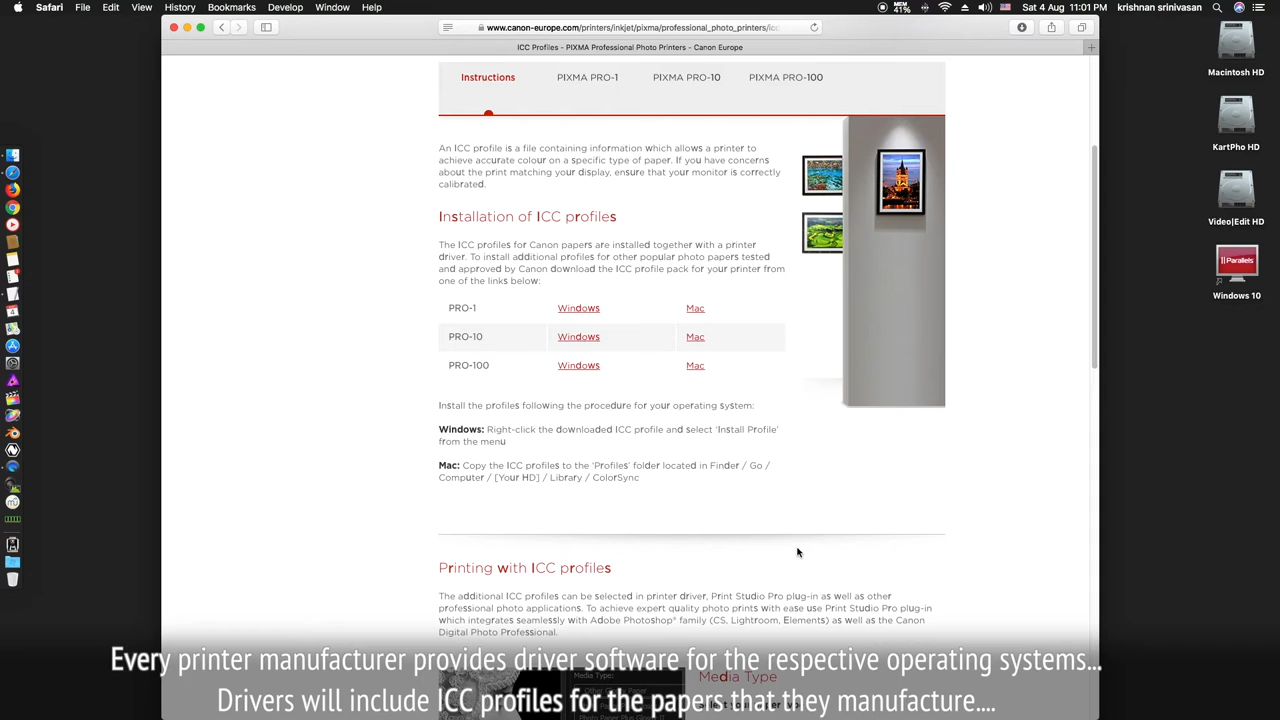 Safari File Edit View History Bookmarks Develop Window Help
MEM 41%
Sat 4 Aug 11:01 PM krishnan srinivasan
www.canon-europe.com/printers/inkjet/pixma/professional_photo_printers/icc
ICC Profiles - PIXMA Professional Photo Printers - Canon Europe
Instructions PIXMA PRO-1 PIXMA PRO-10 PIXMA PRO-100
An ICC profile is a file containing information which allows a printer to
achieve accurate colour on a specific type of paper. If you have concerns
about the print matching your display, ensure that your monitor is correctly
calibrated.
Installation of ICC profiles
The ICC profiles for Canon papers are installed together with a printer
driver. To install additional profiles for other popular photo papers tested
and approved by Canon download the ICC profile pack for your printer from
one of the links below:
PRO-1 Windows Mac
PRO-10 Windows Mac
PRO-100 Windows Mac
Install the profiles following the procedure for your operating system:
Windows: Right-click the downloaded ICC profile and select 'Install Profile'
from the menu
Mac: Copy the ICC profiles to the 'Profiles' folder located in Finder / Go /
Computer / [Your HD] / Library / ColorSync
Printing with ICC profiles
The additional ICC profiles can be selected in printer driver, Print Studio Pro plug-in as well as other
professional photo applications. To achieve expert quality photo prints with ease use Print Studio Pro plug-in
which integrates seamlessly with Adobe Photoshop® family (CS, Lightroom, Elements) as well as the Canon
Digital Photo Professional.
Media Type:
Media Type
Every printer manufacturer provides driver software for the respective operating systems...
Drivers will include ICC profiles for the papers that they manufacture....
Macintosh HD
KartPho HD
Video|Edit HD
Parallels
Windows 10